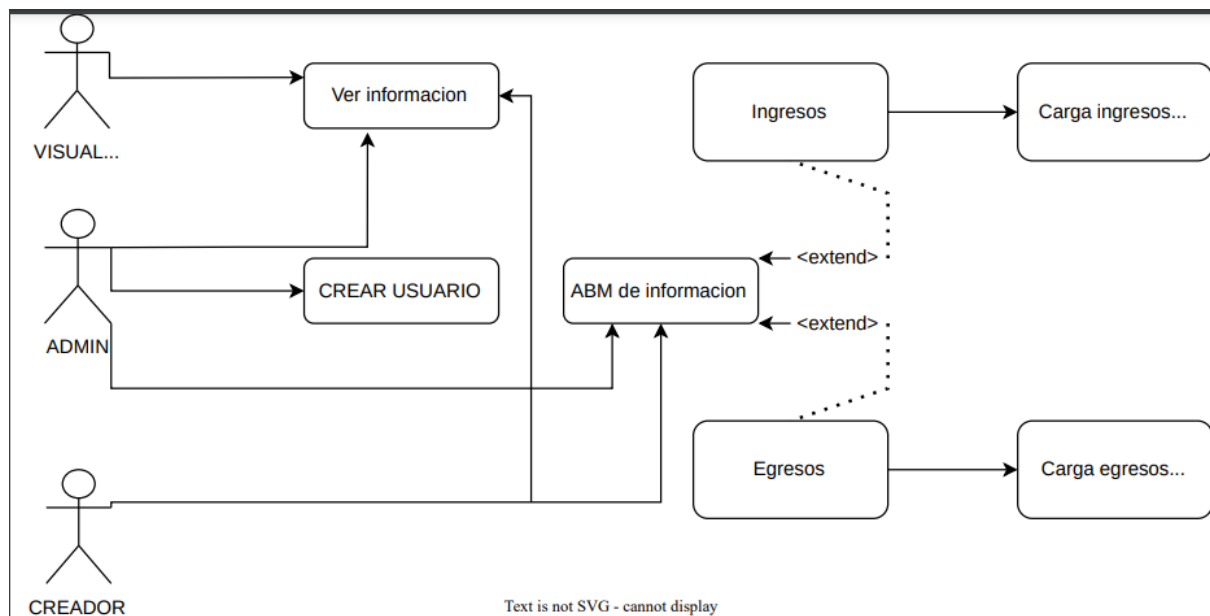 Ver informacion
Ingresos
Carga ingresos...
VISUAL...
<extend>
CREAR USUARIO
ABM de informacion
<extend>
ADMIN
Egresos
Carga egresos...
CREADOR
Text is not SVG - cannot display